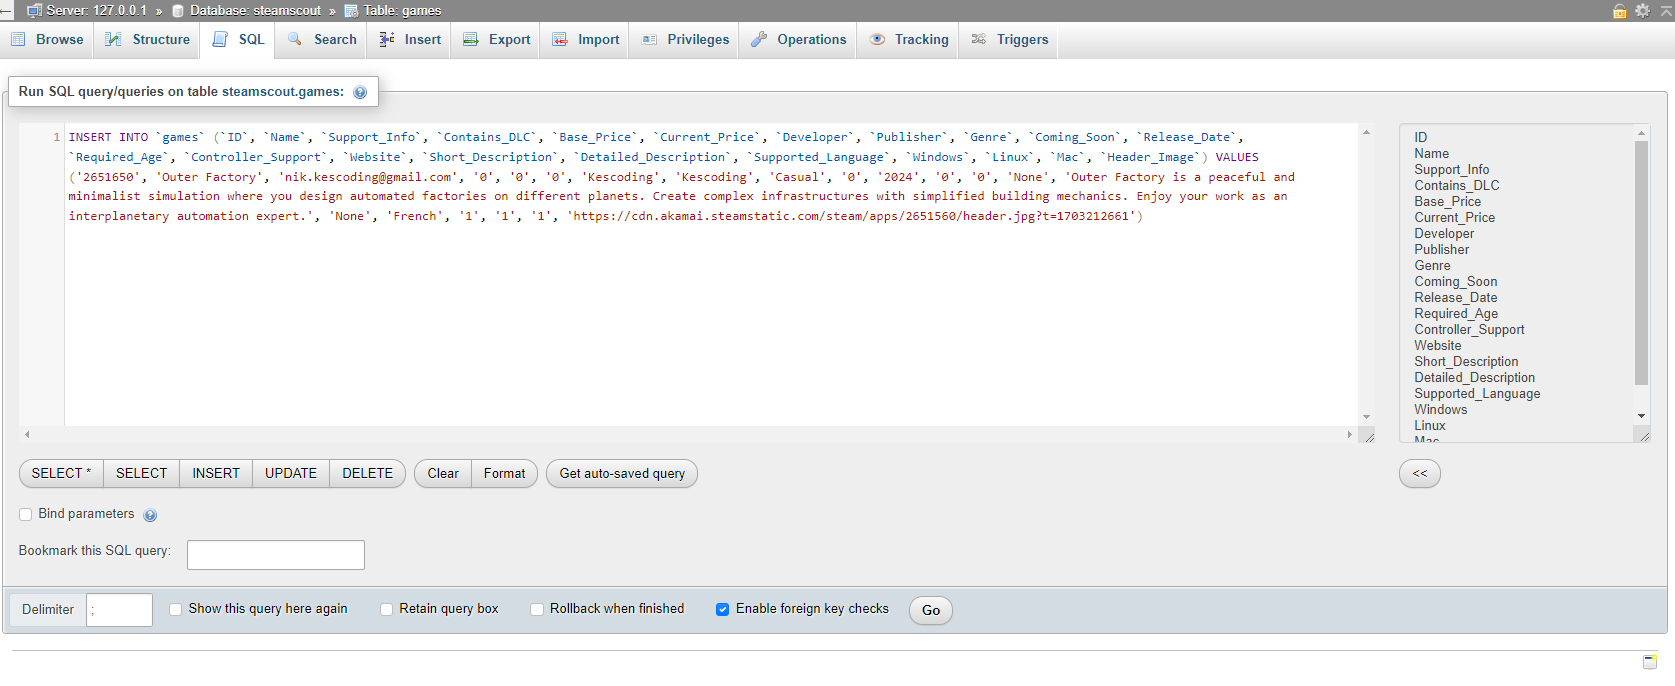 Server: 127.0.0.1 » Database: steamscout » Table: games
Browse Structure SQL Search Insert Export Import Privileges Operations Tracking Triggers
Run SQL query/queries on table steamscout.games:
1 INSERT INTO `games` (`ID`, `Name`, `Support_Info`, `Contains_DLC`, `Base_Price`, `Current_Price`, `Developer`, `Publisher`, `Genre`, `Coming_Soon`, `Release_Date`,
`Required_Age`, `Controller_Support`, `Website`, `Short_Description`, `Detailed_Description`, `Supported_Language`, `Windows`, `Linux`, `Mac`, `Header_Image`) VALUES
('2651650', 'Outer Factory', 'nik.kescoding@gmail.com', '0', '0', '0', 'Kescoding', 'Kescoding', 'Casual', '0', '2024', '0', '0', 'None', 'Outer Factory is a peaceful and
minimalist simulation where you design automated factories on different planets. Create complex infrastructures with simplified building mechanics. Enjoy your work as an
interplanetary automation expert.', 'None', 'French', '1', '1', '1', 'https://cdn.akamai.steamstatic.com/steam/apps/2651560/header.jpg?t=1703212661')
ID
Name
Support_Info
Contains_DLC
Base_Price
Current_Price
Developer
Publisher
Genre
Coming_Soon
Release_Date
Required_Age
Controller_Support
Website
Short_Description
Detailed_Description
Supported_Language
Windows
Linux
Mac
SELECT * SELECT INSERT UPDATE DELETE Clear Format Get auto-saved query <<
Bind parameters
Bookmark this SQL query:
Delimiter ; Show this query here again Retain query box Rollback when finished Enable foreign key checks Go